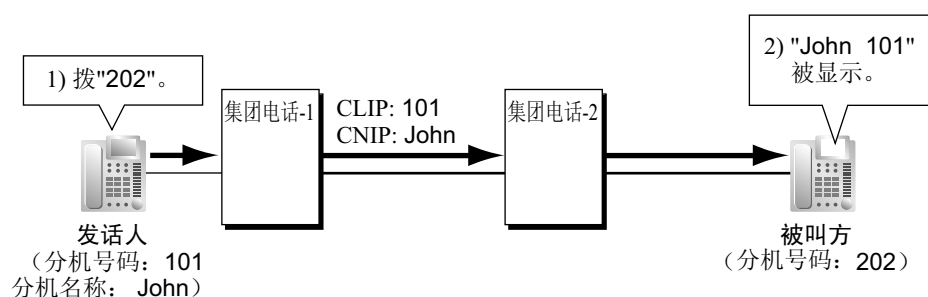 1) 拨"202"。
2) "John 101"
被显示。
集团电话-1
CLIP: 101
CNIP: John
集团电话-2
发话人
（分机号码：101
分机名称： John）
被叫方
（分机号码：202）